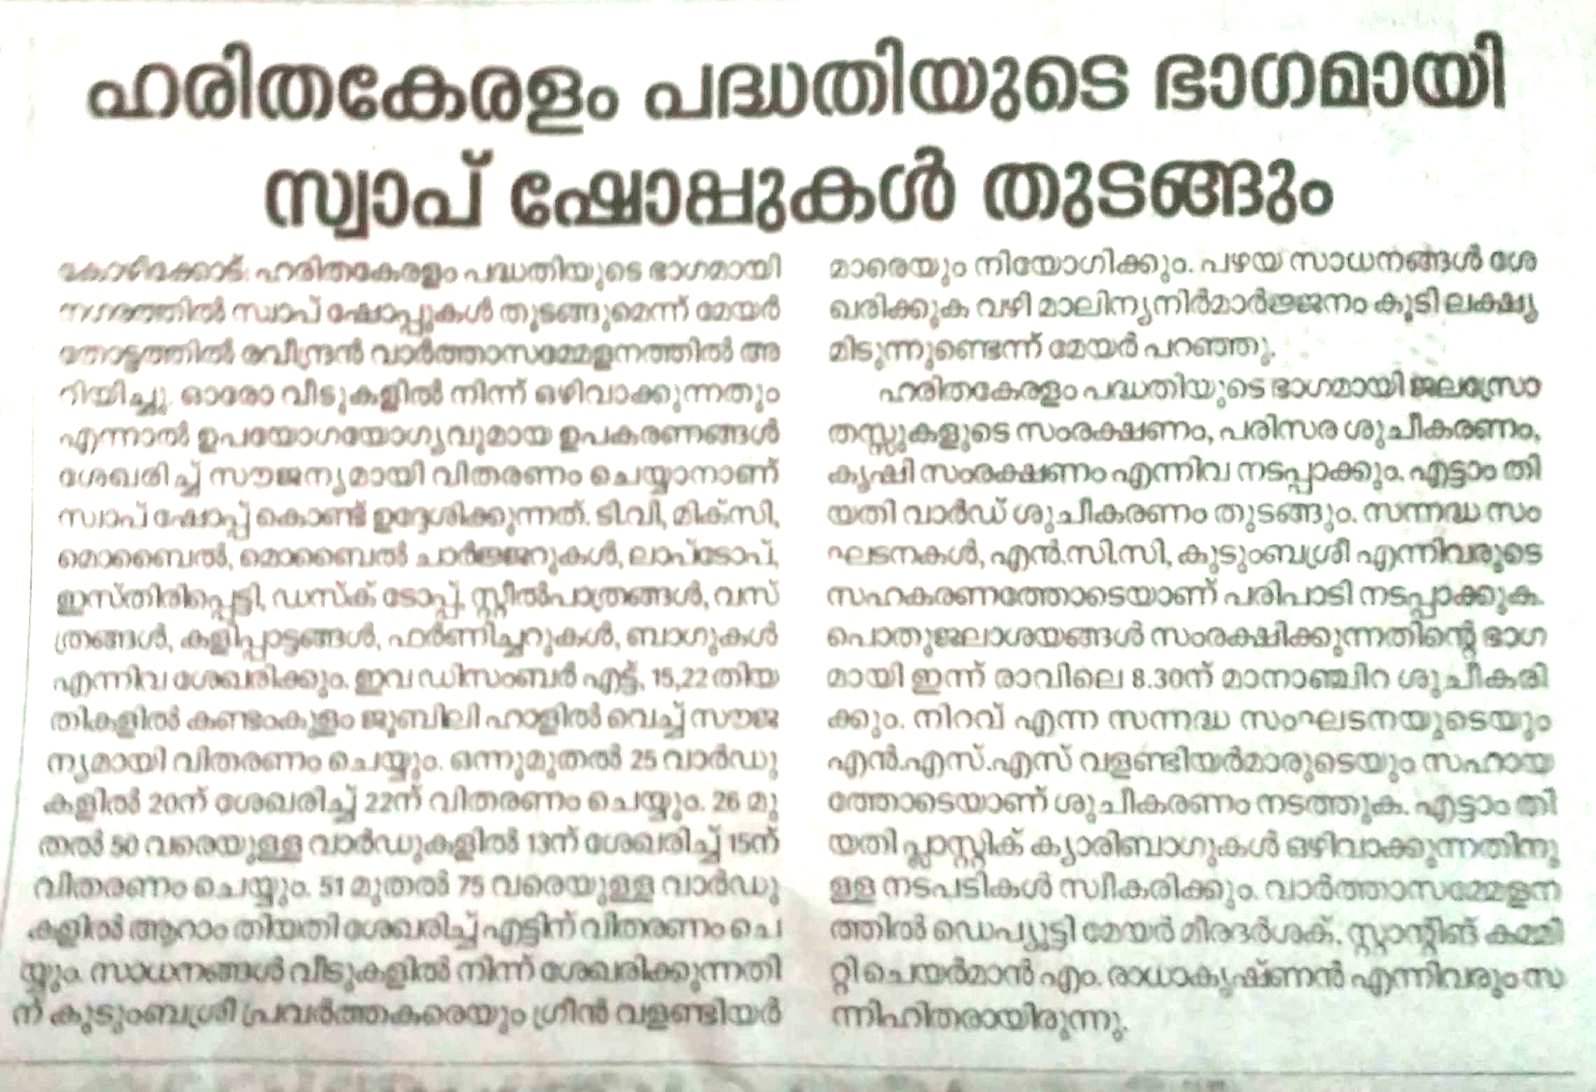 ഹരിതകേരളം പദ്ധതിയുടെ ഭാഗമായി
സ്വാപ് ഷോപ്പുകൾ തുടങ്ങും
കോഴിക്കോട്: ഹരിതകേരളം പദ്ധതിയുടെ ഭാഗമായി
നഗരത്തിൽ സ്വാപ് ഷോപ്പുകൾ തുടങ്ങുമെന്ന് മേയർ
തോട്ടത്തിൽ രവീന്ദ്രൻ വാർത്താസമ്മേളനത്തിൽ അ
റിയിച്ചു. ഓരോ വീടുകളിൽ നിന്ന് ഒഴിവാക്കുന്നതും
എന്നാൽ ഉപയോഗയോഗ്യവുമായ ഉപകരണങ്ങൾ
ശേഖരിച്ച് സൗജന്യമായി വിതരണം ചെയ്യാനാണ്
സ്വാപ് ഷോപ്പ് കൊണ്ട് ഉദ്ദേശിക്കുന്നത്. ടി.വി, മിക്സി,
മൊബൈൽ, മൊബൈൽ ചാർജ്ജറുകൾ, ലാപ്ടോപ്,
ഇസ്തിരിപ്പെട്ടി, ഡസ്ക് ടോപ്പ്, സ്റ്റീൽപാത്രങ്ങൾ, വസ്
ത്രങ്ങൾ, കളിപ്പാട്ടങ്ങൾ, ഫർണിച്ചറുകൾ, ബാഗുകൾ
എന്നിവ ശേഖരിക്കും. ഇവ ഡിസംബർ എട്ട്, 15,22 തിയ
തികളിൽ കണ്ടംകുളം ജൂബിലി ഹാളിൽ വെച്ച് സൗജ
ന്യമായി വിതരണം ചെയ്യും. ഒന്നുമുതൽ 25 വാർഡു
കളിൽ 20ന് ശേഖരിച്ച് 22ന് വിതരണം ചെയ്യും. 26 മു
തൽ 50 വരെയുള്ള വാർഡുകളിൽ 13ന് ശേഖരിച്ച് 15ന്
വിതരണം ചെയ്യും. 51 മുതൽ 75 വരെയുള്ള വാർഡു
കളിൽ ആറാം തിയതി ശേഖരിച്ച് എട്ടിന് വിതരണം ചെ
യ്യും. സാധനങ്ങൾ വീടുകളിൽ നിന്ന് ശേഖരിക്കുന്നതി
ന് കുടുംബശ്രീ പ്രവർത്തകരെയും ഗ്രീൻ വളണ്ടിയർ
മാരെയും നിയോഗിക്കും. പഴയ സാധനങ്ങൾ ശേ
ഖരിക്കുക വഴി മാലിന്യനിർമാർജ്ജനം കൂടി ലക്ഷ്യ
മിടുന്നുണ്ടെന്ന് മേയർ പറഞ്ഞു.
ഹരിതകേരളം പദ്ധതിയുടെ ഭാഗമായി ജലസ്രോ
തസ്സുകളുടെ സംരക്ഷണം, പരിസര ശുചീകരണം,
കൃഷി സംരക്ഷണം എന്നിവ നടപ്പാക്കും. എട്ടാം തി
യതി വാർഡ് ശുചീകരണം തുടങ്ങും. സന്നദ്ധ സം
ഘടനകൾ, എൻ.സി.സി, കുടുംബശ്രീ എന്നിവരുടെ
സഹകരണത്തോടെയാണ് പരിപാടി നടപ്പാക്കുക.
പൊതുജലാശയങ്ങൾ സംരക്ഷിക്കുന്നതിന്റെ ഭാഗ
മായി ഇന്ന് രാവിലെ 8.30ന് മാനാഞ്ചിറ ശുചീകരി
ക്കും. നിറവ് എന്ന സന്നദ്ധ സംഘടനയുടെയും
എൻ.എസ്.എസ് വളണ്ടിയർമാരുടെയും സഹായ
ത്തോടെയാണ് ശുചീകരണം നടത്തുക. എട്ടാം തി
യതി പ്ലാസ്റ്റിക് ക്യാരിബാഗുകൾ ഒഴിവാക്കുന്നതിനു
ള്ള നടപടികൾ സ്വീകരിക്കും. വാർത്താസമ്മേളന
ത്തിൽ ഡെപ്യൂട്ടി മേയർ മീരദർശക്, സ്റ്റാന്റിങ് കമ്മി
റ്റി ചെയർമാൻ എം. രാധാകൃഷ്ണൻ എന്നിവരും സ
ന്നിഹിതരായിരുന്നു.